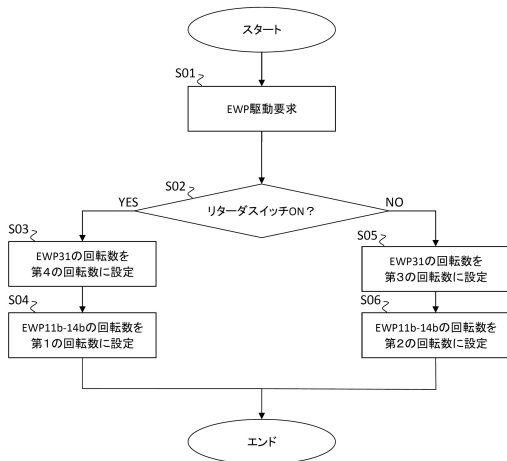 スタート
S01
EWP駆動要求
S02
リターダスイッチON？
YES
NO
S03
EWP31の回転数を
第４の回転数に設定
S05
EWP31の回転数を
第３の回転数に設定
S04
EWP11b-14bの回転数を
第１の回転数に設定
S06
EWP11b-14bの回転数を
第２の回転数に設定
エンド